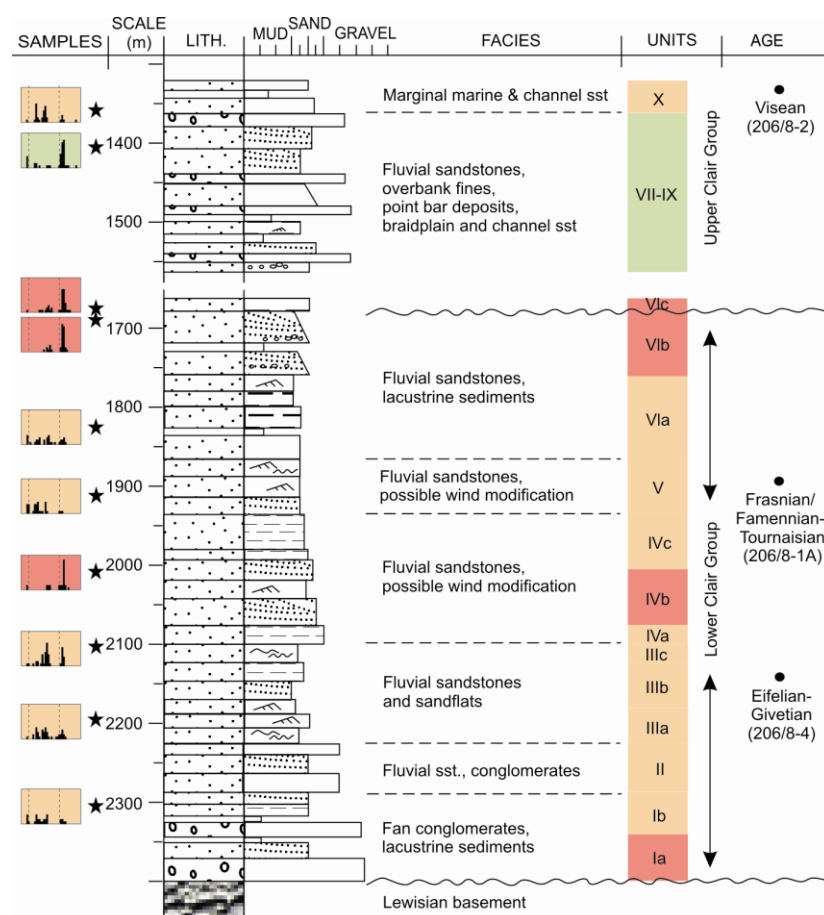 SAMPLES
SCALE
(m)
LITH.
MUD
SAND
GRAVEL
FACIES
UNITS
AGE
1400
1500
1700
1800
1900
2000
2100
2200
2300
Marginal marine & channel sst
Fluvial sandstones,
overbank fines,
point bar deposits,
braidplain and channel sst
Fluvial sandstones,
lacustrine sediments
Fluvial sandstones,
possible wind modification
Fluvial sandstones,
possible wind modification
Fluvial sandstones
and sandflats
Fluvial sst., conglomerates
Fan conglomerates,
lacustrine sediments
Lewisian basement
X
VII-IX
VIc
VIb
VIa
V
IVc
IVb
IVa
IIIc
IIIb
IIIa
II
Ib
Ia
Upper Clair Group
Lower Clair Group
Visean
(206/8-2)
Frasnian/
Famennian-
Tournaisian
(206/8-1A)
Eifelian-
Givetian
(206/8-4)